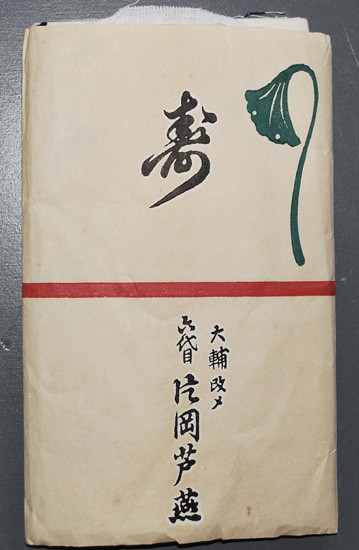 寿
大輔改メ
六代目 片岡芦燕